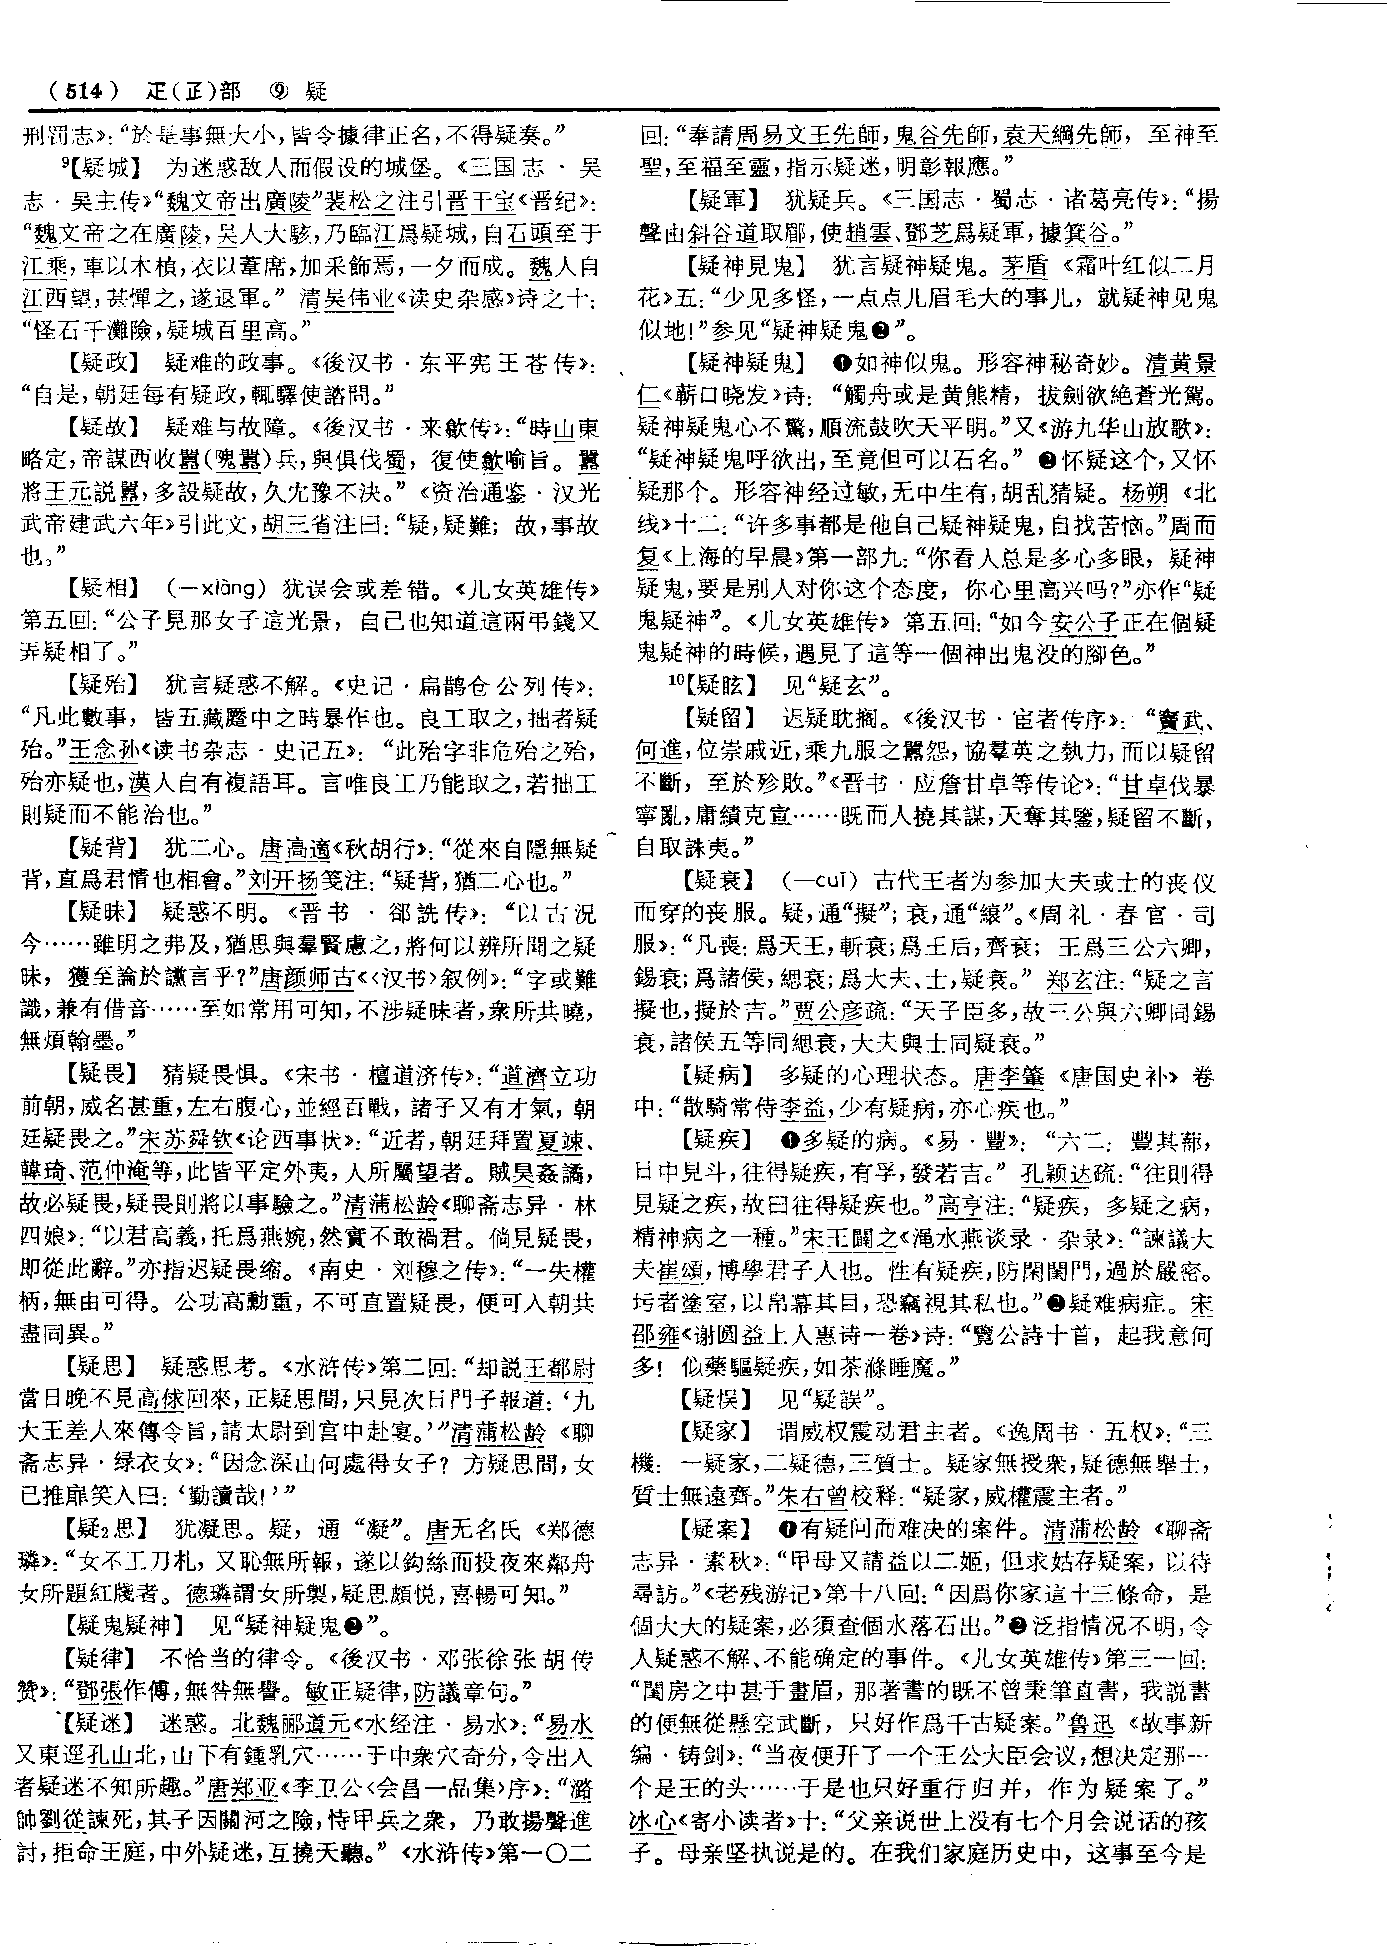 (514) 疋(𤴔)部 ⑨ 疑
刑罚志》：“於是事無大小，皆令據律正名，不得疑奏。”
9【疑城】 为迷惑敌人而假设的城堡。《三国志·吴
志·吴主传》“魏文帝出廣陵”裴松之注引晋干宝《晋纪》：
“魏文帝之在廣陵，吴人大駭，乃臨江爲疑城，自石頭至于
江乘，車以木楨，衣以葦席，加采飾焉，一夕而成。魏人自
江西望，甚憚之，遂退軍。”清吴伟业《读史杂感》诗之十：
“怪石千灘險，疑城百里高。”
【疑政】 疑难的政事。《後汉书·东平宪王苍传》：
“自是，朝廷每有疑政，輒驛使諮問。”
【疑故】 疑难与故障。《後汉书·来歙传》：“時山東
略定，帝謀西收囂(隗囂)兵，與俱伐蜀，復使歙喻旨。囂
將王元説囂，多設疑故，久冘豫不决。”《资治通鉴·汉光
武帝建武六年》引此文，胡三省注曰：“疑，疑難；故，事故
也。”
【疑相】 (—xiàng) 犹误会或差错。《儿女英雄传》
第五回：“公子見那女子這光景，自己也知道這兩弔錢又
弄疑相了。”
【疑殆】 犹言疑惑不解。《史记·扁鹊仓公列传》：
“凡此數事，皆五藏蹷中之時暴作也。良工取之，拙者疑
殆。”王念孙《读书杂志·史记五》：“此殆字非危殆之殆，
殆亦疑也，漢人自有複語耳。言唯良工乃能取之，若拙工
則疑而不能治也。”
【疑背】 犹二心。唐高適《秋胡行》：“從來自隱無疑
背，直爲君情也相會。”刘开扬笺注：“疑背，猶二心也。”
【疑昧】 疑惑不明。《晋书·郤詵传》：“以古況
今……雖明之弗及，猶思與羣賢慮之，將何以辨所聞之疑
昧，獲至論於讜言乎？”唐颜师古《〈汉书〉叙例》：“字或難
識，兼有借音……至如常用可知，不涉疑昧者，衆所共曉，
無煩翰墨。”
【疑畏】 猜疑畏惧。《宋书·檀道济传》：“道濟立功
前朝，威名甚重，左右腹心，並經百戰，諸子又有才氣，朝
廷疑畏之。”宋苏舜钦《论西事状》：“近者，朝廷拜置夏竦、
韓琦、范仲淹等，此皆平定外夷，人所屬望者。賊昊姦譎，
故必疑畏，疑畏則將以事驗之。”清蒲松龄《聊斋志异·林
四娘》：“以君高義，托爲燕婉，然實不敢禍君。倘見疑畏，
即從此辭。”亦指迟疑畏缩。《南史·刘穆之传》：“一失權
柄，無由可得。公功高勳重，不可直置疑畏，便可入朝共
盡同異。”
【疑思】 疑惑思考。《水浒传》第二回：“却説王都尉
當日晚不見高俅回來，正疑思間，只見次日門子報道：‘九
大王差人來傳令旨，請太尉到宫中赴宴。’”清蒲松龄《聊
斋志异·绿衣女》：“因念深山何處得女子？方疑思間，女
已推扉笑入曰：‘勤讀哉！’”
【疑2思】 犹凝思。疑，通“凝”。唐无名氏《郑德
璘》：“女不工刀札，又恥無所報，遂以鈎絲而投夜來鄰舟
女所題紅牋者。德璘謂女所製，疑思頗悦，喜暢可知。”
【疑鬼疑神】 见“疑神疑鬼❷”。
【疑律】 不恰当的律令。《後汉书·邓张徐张胡传
赞》：“鄧張作傅，無咎無譽。敏正疑律，防議章句。”
【疑迷】 迷惑。北魏郦道元《水经注·易水》：“易水
又東逕孔山北，山下有鍾乳穴……于中衆穴奇分，令出入
者疑迷不知所趣。”唐郑亚《李卫公〈会昌一品集〉序》：“潞
帥劉從諫死，其子因關河之險，恃甲兵之衆，乃敢揚聲進
討，拒命王庭，中外疑迷，互撓天聽。”《水浒传》第一〇二
回：“奉請周易文王先師，鬼谷先師，袁天綱先師，至神至
聖，至福至靈，指示疑迷，明彰報應。”
【疑軍】 犹疑兵。《三国志·蜀志·诸葛亮传》：“揚
聲由斜谷道取郿，使趙雲、鄧芝爲疑軍，據箕谷。”
【疑神見鬼】 犹言疑神疑鬼。茅盾《霜叶红似二月
花》五：“少见多怪，一点点儿眉毛大的事儿，就疑神见鬼
似地！”参见“疑神疑鬼❷”。
【疑神疑鬼】 ❶如神似鬼。形容神秘奇妙。清黄景
仁《蕲口晓发》诗：“觸舟或是黄熊精，拔劍欲絶蒼光駕。
疑神疑鬼心不驚，順流鼓吹天平明。”又《游九华山放歌》：
“疑神疑鬼呼欲出，至竟但可以石名。”❷怀疑这个，又怀
疑那个。形容神经过敏，无中生有，胡乱猜疑。杨朔《北
线》十二：“许多事都是他自己疑神疑鬼，自找苦恼。”周而
复《上海的早晨》第一部九：“你看人总是多心多眼，疑神
疑鬼，要是别人对你这个态度，你心里高兴吗？”亦作“疑
鬼疑神”。《儿女英雄传》第五回：“如今安公子正在個疑
鬼疑神的時候，遇見了這等一個神出鬼没的脚色。”
10【疑眩】 见“疑玄”。
【疑留】 迟疑耽搁。《後汉书·宦者传序》：“竇武、
何進，位崇戚近，乘九服之囂怨，協羣英之執力，而以疑留
不斷，至於殄敗。”《晋书·应詹甘卓等传论》：“甘卓伐暴
寧亂，庸績克宣……既而人撓其謀，天奪其鑒，疑留不斷，
自取誅夷。”
【疑衰】 (—cuī) 古代王者为参加大夫或士的丧仪
而穿的丧服。疑，通“擬”；衰，通“縗”。《周礼·春官·司
服》：“凡喪：爲天王，斬衰；爲王后，齊衰；王爲三公六卿，
錫衰；爲諸侯，緦衰；爲大夫、士，疑衰。”郑玄注：“疑之言
擬也，擬於吉。”贾公彦疏：“天子臣多，故三公與六卿同錫
衰，諸侯五等同緦衰，大夫與士同疑衰。”
【疑病】 多疑的心理状态。唐李肇《唐国史补》卷
中：“散騎常侍李益，少有疑病，亦心疾也。”
【疑疾】 ❶多疑的病。《易·豐》：“六二：豐其蔀，
日中見斗，往得疑疾，有孚，發若吉。”孔颖达疏：“往則得
見疑之疾，故曰往得疑疾也。”高亨注：“疑疾，多疑之病，
精神病之一種。”宋王闢之《渑水燕谈录·杂录》：“諫議大
夫崔頌，博學君子人也。性有疑疾，防閑閨門，過於嚴密。
圬者塗室，以帛幕其目，恐竊視其私也。”❷疑难病症。宋
邵雍《谢圆益上人惠诗一卷》诗：“覽公詩十首，起我意何
多！似藥驅疑疾，如茶滌睡魔。”
【疑悮】 见“疑誤”。
【疑家】 谓威权震动君主者。《逸周书·五权》：“三
機：一疑家，二疑德，三質士。疑家無授衆，疑德無舉士，
質士無遠齊。”朱右曾校释：“疑家，威權震主者。”
【疑案】 ❶有疑问而难决的案件。清蒲松龄《聊斋
志异·素秋》：“甲母又請益以二姬，但求姑存疑案，以待
尋訪。”《老残游记》第十八回：“因爲你家這十三條命，是
個大大的疑案，必須查個水落石出。”❷泛指情况不明，令
人疑惑不解、不能确定的事件。《儿女英雄传》第三一回：
“閨房之中甚于畫眉，那著書的既不曾秉筆直書，我説書
的便無從懸空武斷，只好作爲千古疑案。”鲁迅《故事新
编·铸剑》：“当夜便开了一个王公大臣会议，想决定那一
个是王的头……于是也只好重行归并，作为疑案了。”
冰心《寄小读者》十：“父亲说世上没有七个月会说话的孩
子。母亲坚执说是的。在我们家庭历史中，这事至今是